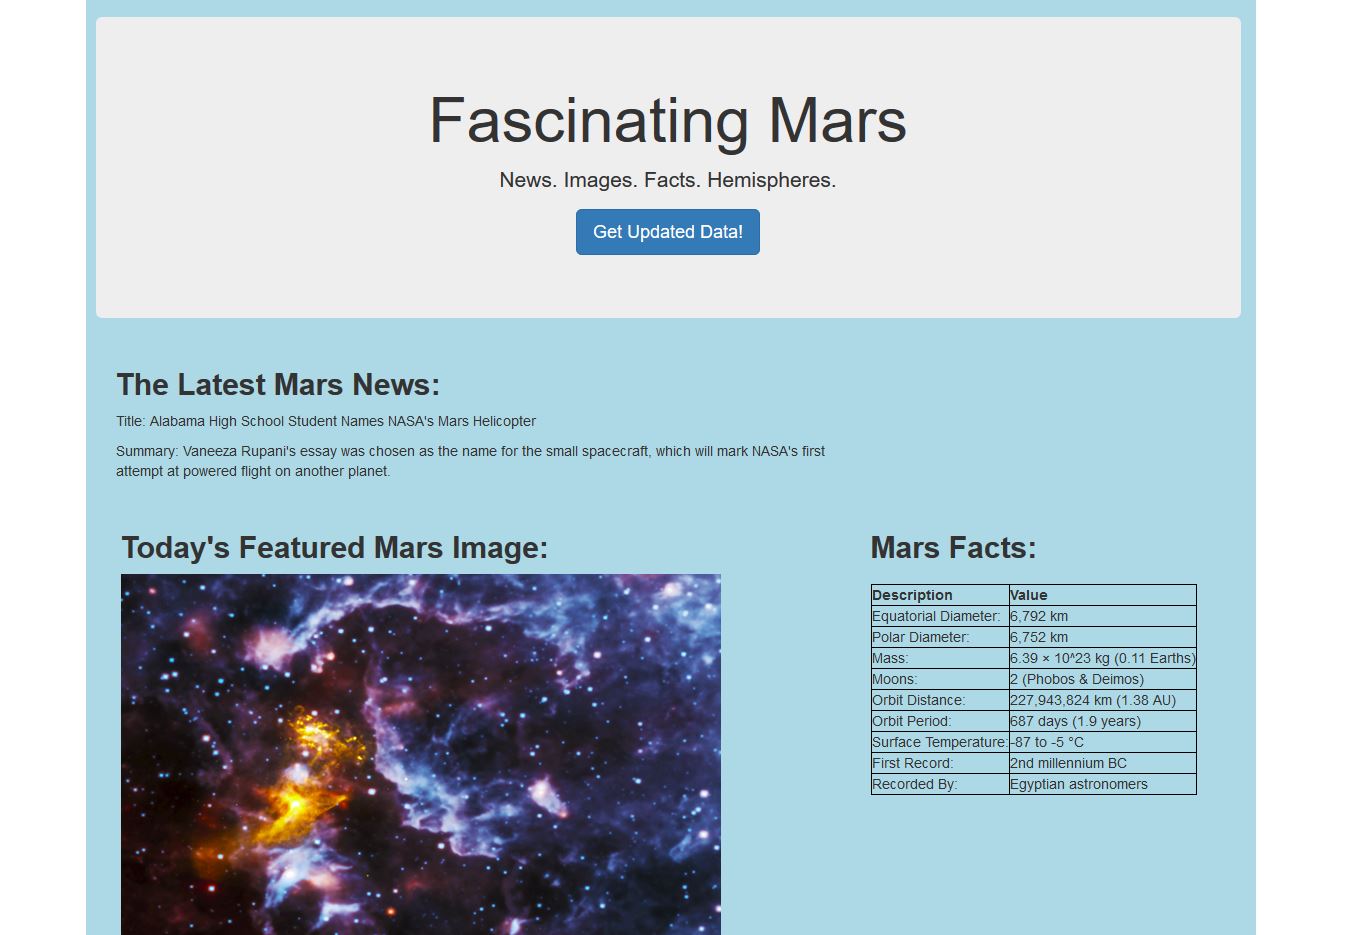 Fascinating Mars
News. Images. Facts. Hemispheres.
Get Updated Data!
The Latest Mars News:
Title: Alabama High School Student Names NASA's Mars Helicopter
Summary: Vaneeza Rupani's essay was chosen as the name for the small spacecraft, which will mark NASA's first
attempt at powered flight on another planet.
Today's Featured Mars Image:
Mars Facts:
Description Value
Equatorial Diameter: 6,792 km
Polar Diameter: 6,752 km
Mass: 6.39 × 10^23 kg (0.11 Earths)
Moons: 2 (Phobos & Deimos)
Orbit Distance: 227,943,824 km (1.38 AU)
Orbit Period: 687 days (1.9 years)
Surface Temperature: -87 to -5 °C
First Record: 2nd millennium BC
Recorded By: Egyptian astronomers